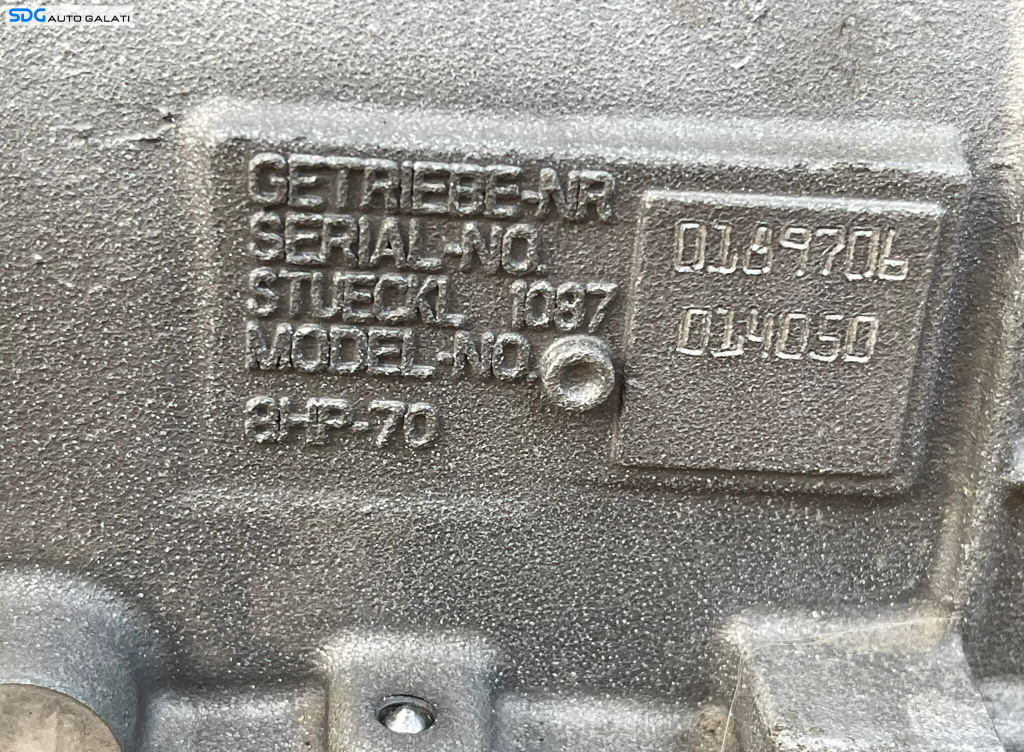 SDG AUTO GALATI
GETRIEBE-NR
SERIAL-NO.
STUECKL 1087
MODEL-NO.
8HP-70
0189706
014050